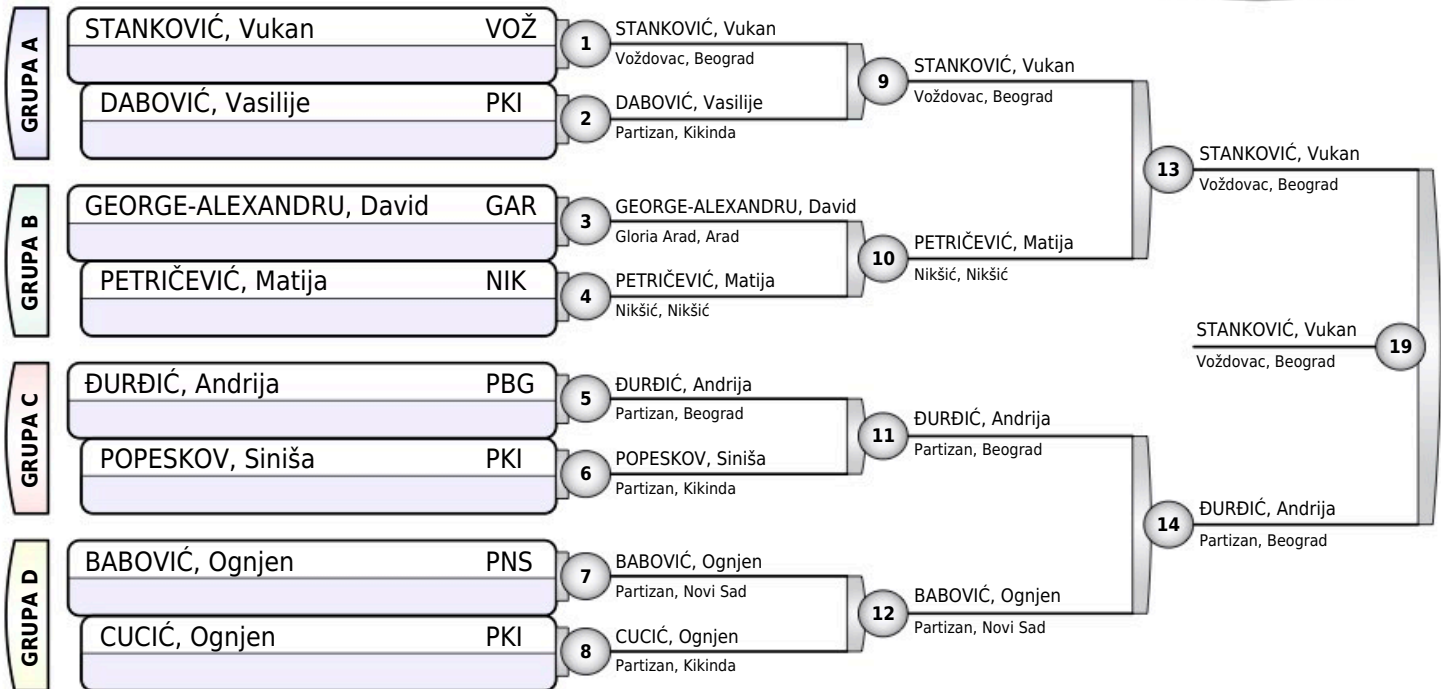 GRUPA A
STANKOVIĆ, Vukan VOŽ
DABOVIĆ, Vasilije PKI
GRUPA B
GEORGE-ALEXANDRU, David GAR
PETRIČEVIĆ, Matija NIK
GRUPA C
ĐURĐIĆ, Andrija PBG
POPESKOV, Siniša PKI
GRUPA D
BABOVIĆ, Ognjen PNS
CUCIĆ, Ognjen PKI
1
STANKOVIĆ, Vukan
Voždovac, Beograd
2
DABOVIĆ, Vasilije
Partizan, Kikinda
3
GEORGE-ALEXANDRU, David
Gloria Arad, Arad
4
PETRIČEVIĆ, Matija
Nikšić, Nikšić
5
ĐURĐIĆ, Andrija
Partizan, Beograd
6
POPESKOV, Siniša
Partizan, Kikinda
7
BABOVIĆ, Ognjen
Partizan, Novi Sad
8
CUCIĆ, Ognjen
Partizan, Kikinda
9
STANKOVIĆ, Vukan
Voždovac, Beograd
10
PETRIČEVIĆ, Matija
Nikšić, Nikšić
11
ĐURĐIĆ, Andrija
Partizan, Beograd
12
BABOVIĆ, Ognjen
Partizan, Novi Sad
13
STANKOVIĆ, Vukan
Voždovac, Beograd
14
ĐURĐIĆ, Andrija
Partizan, Beograd
STANKOVIĆ, Vukan
Voždovac, Beograd
19